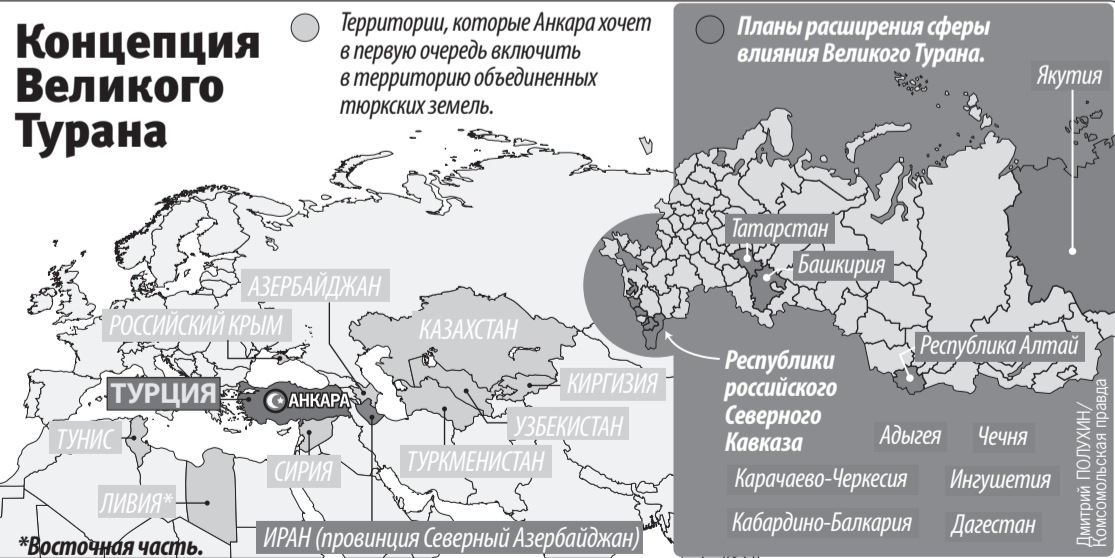 Концепция
Великого
Турана
Территории, которые Анкара хочет
в первую очередь включить
в территорию объединенных
тюркских земель.
Планы расширения сферы
влияния Великого Турана.
Якутия
Татарстан
Башкирия
АЗЕРБАЙДЖАН
РОССИЙСКИЙ КРЫМ
КАЗАХСТАН
Республика Алтай
ТУРЦИЯ
АНКАРА
КИРГИЗИЯ
УЗБЕКИСТАН
ТУНИС
СИРИЯ
ТУРКМЕНИСТАН
ЛИВИЯ*
ИРАН (провинция Северный Азербайджан)
*Восточная часть.
Республики
российского
Северного
Кавказа
Адыгея
Чечня
Карачаево-Черкесия
Ингушетия
Кабардино-Балкария
Дагестан
Дмитрий ПОЛУХИН/
Комсомольская правда